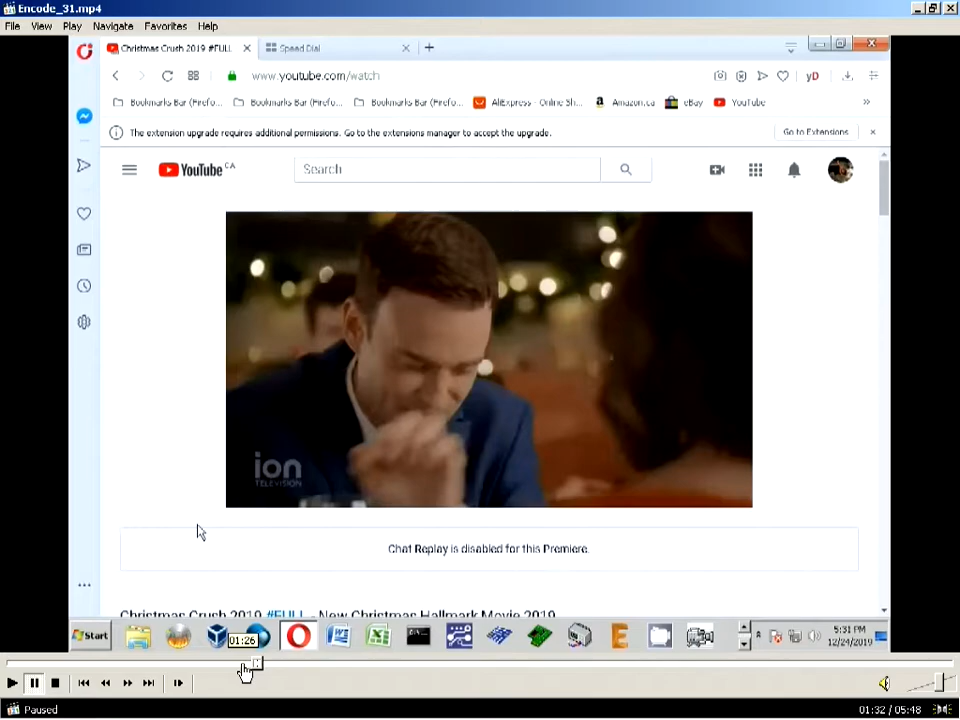 Encode_31.mp4
File View Play Navigate Favorites Help
Christmas Crush 2019 #FULL Speed Dial
www.youtube.com/watch yD
Bookmarks Bar (Firefo... Bookmarks Bar (Firefo... Bookmarks Bar (Firefo... AliExpress - Online Sh... Amazon.ca eBay YouTube
The extension upgrade requires additional permissions. Go to the extensions manager to accept the upgrade. Go to Extensions
YouTube CA Search
ion
TELEVISION
Chat Replay is disabled for this Premiere.
Christmas Crush 2019 #FULL - New Christmas Hallmark Movie 2019
Start 01:26 5:31 PM
12/24/2019
Paused 01:32 / 05:48